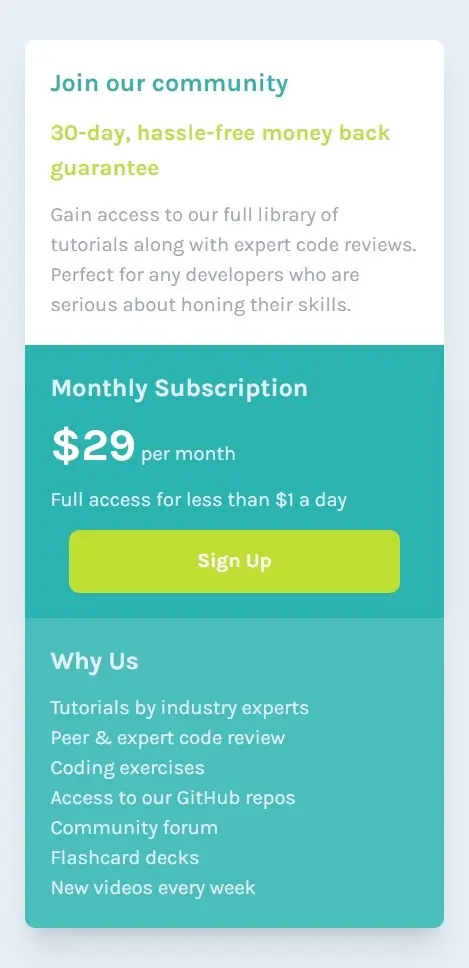 Join our community
30-day, hassle-free money back
guarantee
Gain access to our full library of
tutorials along with expert code reviews.
Perfect for any developers who are
serious about honing their skills.
Monthly Subscription
$29 per month
Full access for less than $1 a day
Sign Up
Why Us
Tutorials by industry experts
Peer & expert code review
Coding exercises
Access to our GitHub repos
Community forum
Flashcard decks
New videos every week